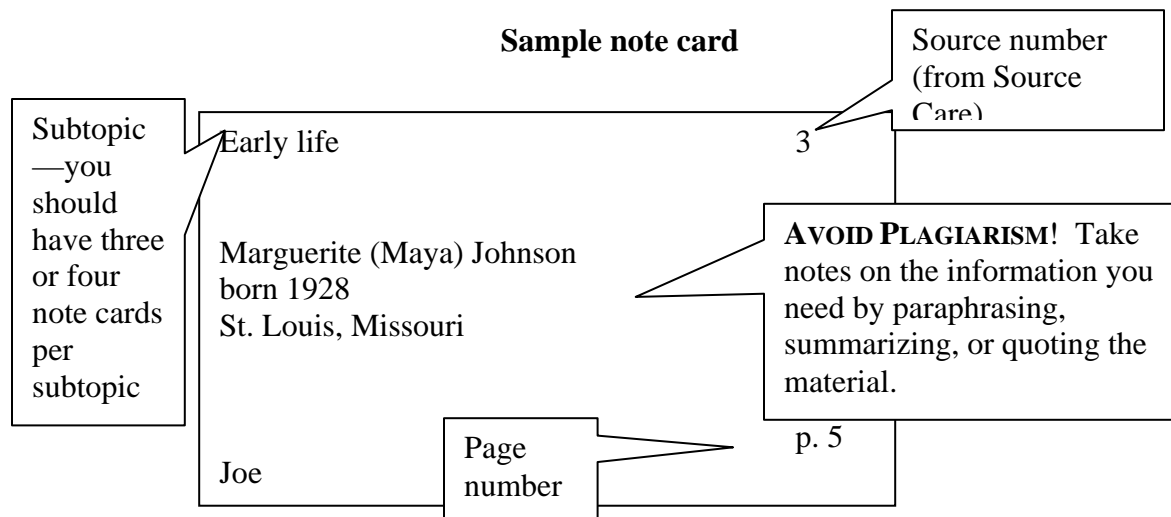 Sample note card
Source number
(from Source
Care)
Subtopic
—you
should
have three
or four
note cards
per
subtopic
Early life
3
Marguerite (Maya) Johnson
born 1928
St. Louis, Missouri
AVOID PLAGIARISM! Take
notes on the information you
need by paraphrasing,
summarizing, or quoting the
material.
p. 5
Page
number
Joe